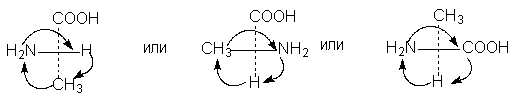 COOH
H₂N H
CH₃
или
COOH
CH₃ NH₂
H
или
CH₃
H₂N COOH
H